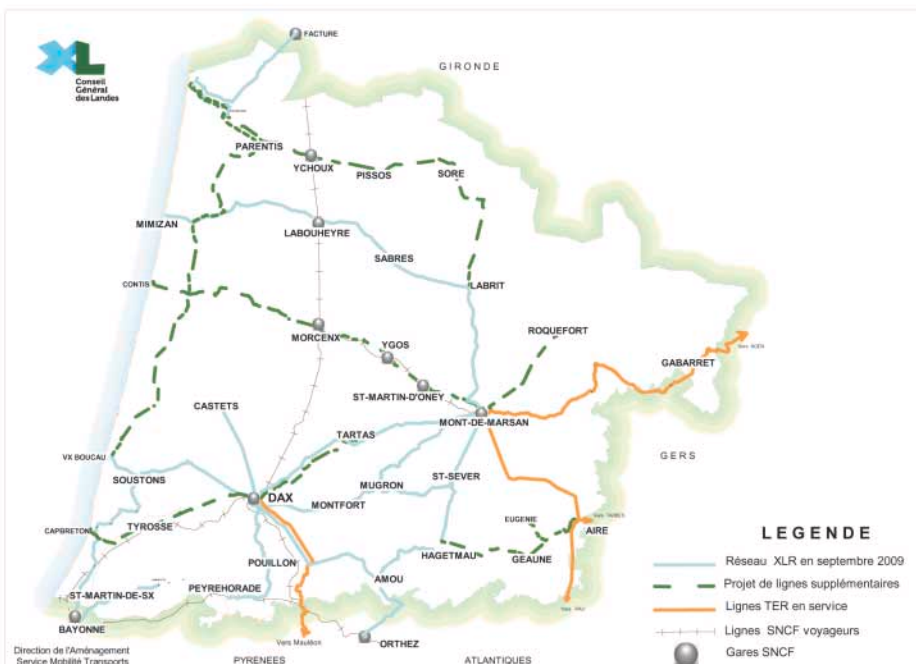 FACTURE
GIRONDE
Conseil
Général
des Landes
PARENTIS
YCHOUX
PISSOS
SORE
MIMIZAN
LABOUHEYRE
SABRES
CONTIS
LABRIT
ROQUEFORT
MORCENX
YGOS
GABARRET
ST-MARTIN-D'ONEY
CASTETS
MONT-DE-MARSAN
TARTAS
VX BOUCAU
GERS
SOUSTONS
ST-SEVER
MUGRON
DAX
MONTFORT
CAPBRETON
TYROSSE
EUGENIE
Vers TARBES
AIRE
HAGETMAU
GEAUNE
POUILLON
AMOU
PEYREHORADE
ST-MARTIN-DE-SX
Vers PAU
BAYONNE
Vers Mauléon
ORTHEZ
PYRENEES
ATLANTIQUES
Direction de l'Aménagement
Service Mobilité Transports
LEGENDE
Réseau XLR en septembre 2009
Projet de lignes supplémentaires
Lignes TER en service
Lignes SNCF voyageurs
Gares SNCF